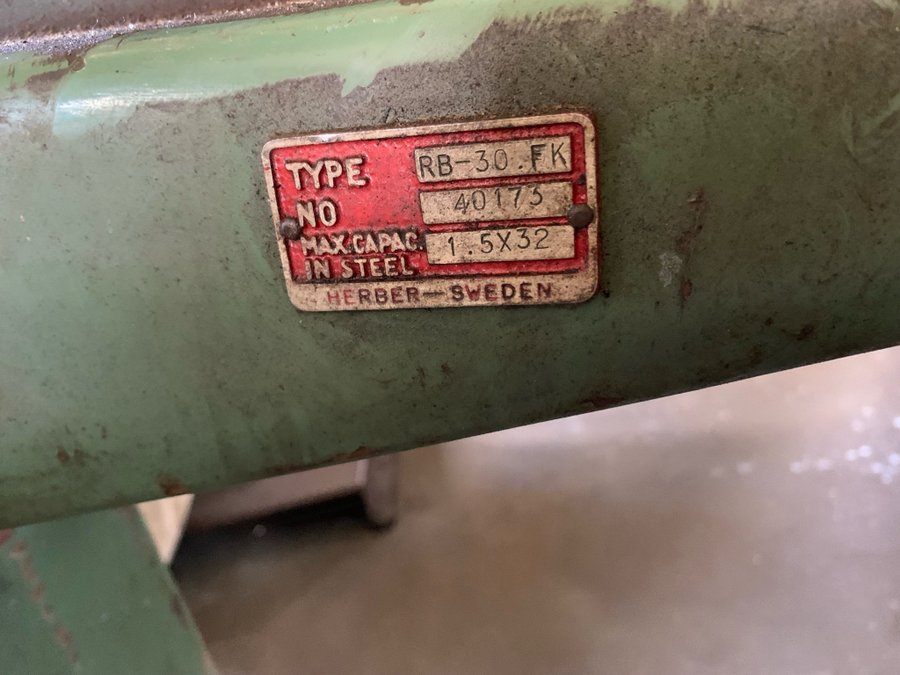 TYPE RB-30.FK
NO 40173
MAX.CAPAC. 1.5X32
IN STEEL
HERBER-SWEDEN